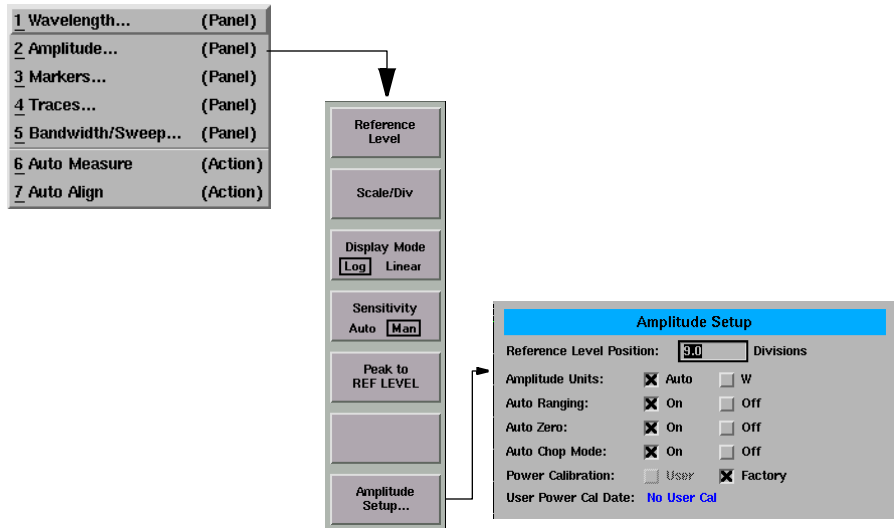 1 Wavelength... (Panel)
2 Amplitude... (Panel)
3 Markers... (Panel)
4 Traces... (Panel)
5 Bandwidth/Sweep... (Panel)
6 Auto Measure (Action)
7 Auto Align (Action)
Reference
Level
Scale/Div
Display Mode
Log Linear
Sensitivity
Auto Man
Peak to
REF LEVEL
Amplitude
Setup...
Amplitude Setup
Reference Level Position: 9.0 Divisions
Amplitude Units: Auto W
Auto Ranging: On Off
Auto Zero: On Off
Auto Chop Mode: On Off
Power Calibration: User Factory
User Power Cal Date: No User Cal